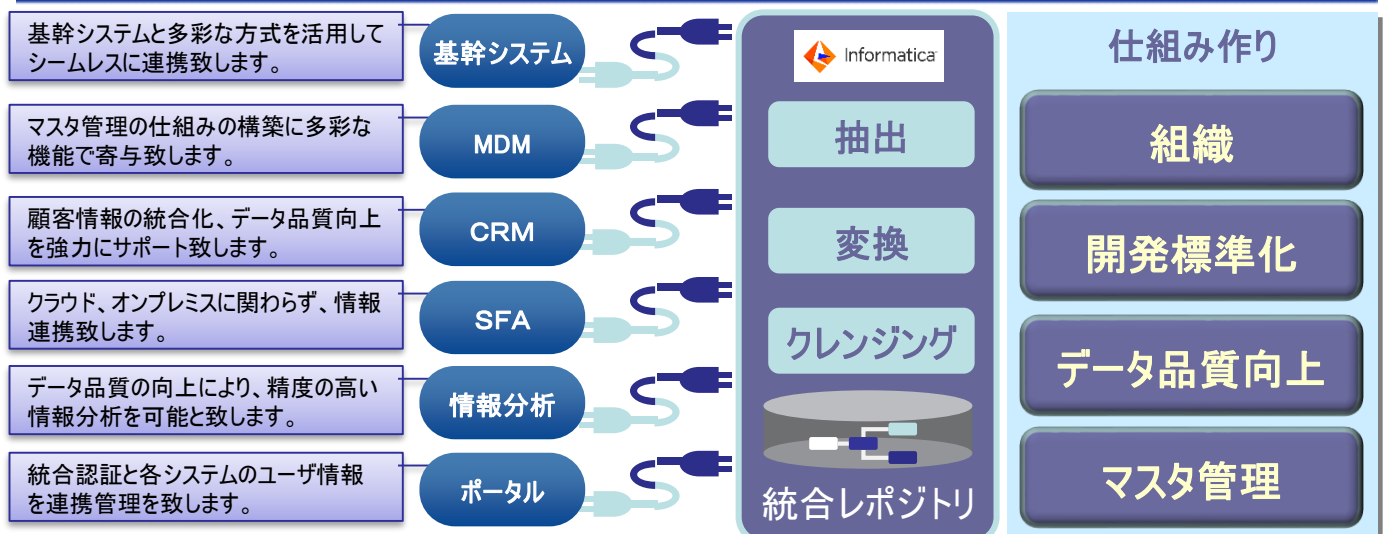 基幹システムと多彩な方式を活用して
シームレスに連携致します。
基幹システム
マスタ管理の仕組みの構築に多彩な
機能で寄与致します。
MDM
顧客情報の統合化、データ品質向上
を強力にサポート致します。
CRM
クラウド、オンプレミスに関わらず、情報
連携致します。
SFA
データ品質の向上により、精度の高い
情報分析を可能と致します。
情報分析
統合認証と各システムのユーザ情報
を連携管理を致します。
ポータル
Informatica
抽出
変換
クレンジング
統合レポジトリ
仕組み作り
組織
開発標準化
データ品質向上
マスタ管理